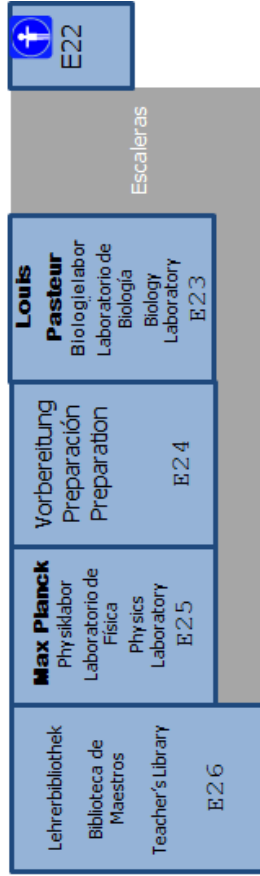 Lehrerbibliothek
Biblioteca de
Maestros
Teacher's Library
E26
Max Planck
Physiklabor
Laboratorio de
Física
Physics
Laboratory
E25
Vorbereitung
Preparación
Preparation
E24
Louis
Pasteur
Biologielabor
Laboratorio de
Biología
Biology
Laboratory
E23
Escaleras
E22